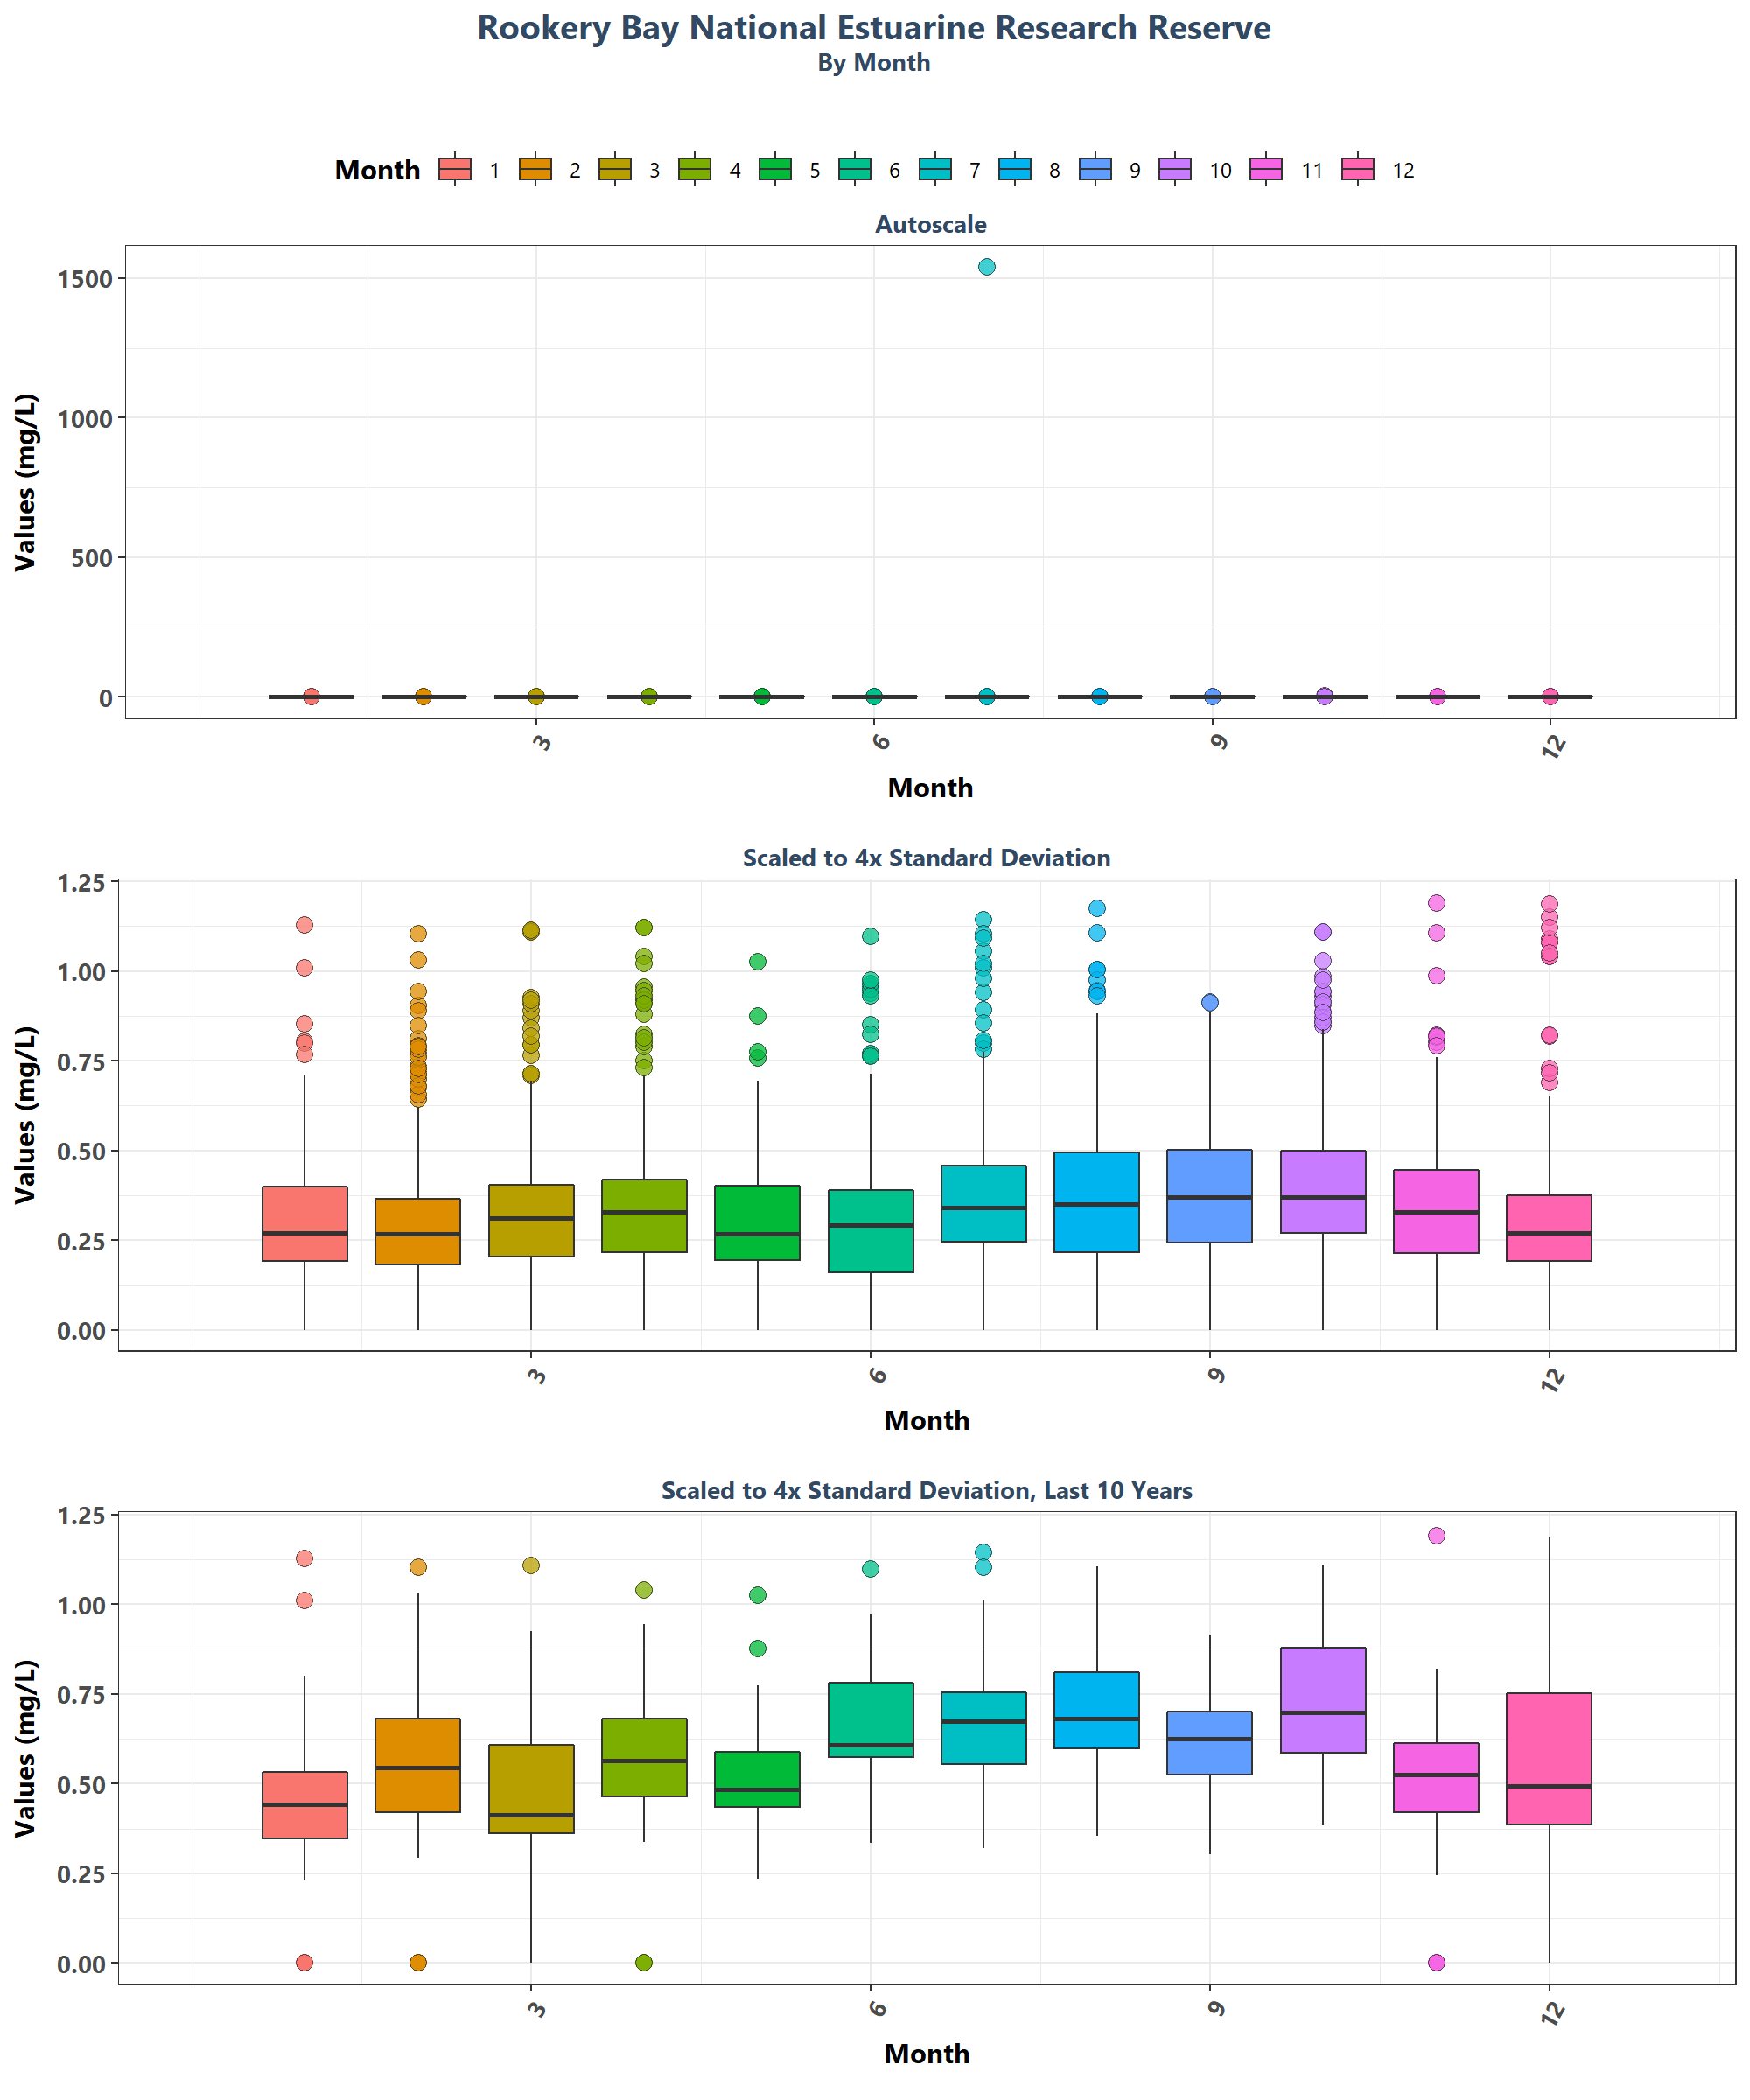 Rookery Bay National Estuarine Research Reserve
By Month
Month 1 2 3 4 5 6 7 8 9 10 11 12
Autoscale
Values (mg/L)
1500
1000
500
0
3 6 9 12
Month
Scaled to 4x Standard Deviation
Values (mg/L)
1.25
1.00
0.75
0.50
0.25
0.00
3 6 9 12
Month
Scaled to 4x Standard Deviation, Last 10 Years
Values (mg/L)
1.25
1.00
0.75
0.50
0.25
0.00
3 6 9 12
Month